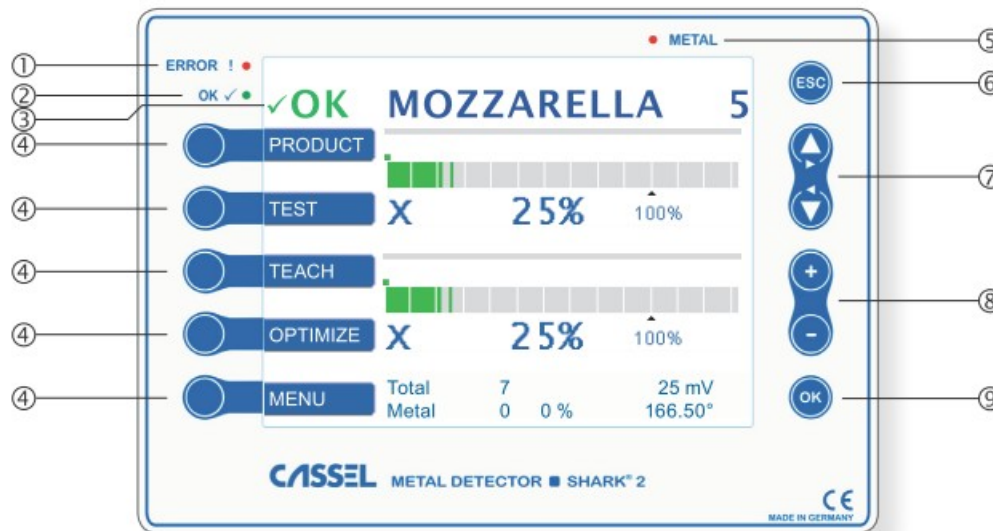 METAL ⑤
① ERROR !
② OK ✓
ESC ⑥
③ ✓OK MOZZARELLA 5
④ PRODUCT
④ TEST
X 25% 100%
⑦
④ TEACH
+
⑧
④ OPTIMIZE
X 25% 100%
-
④ MENU
Total 7 25 mV
Metal 0 0 % 166.50°
OK ⑨
CASSEL METAL DETECTOR ■ SHARK® 2
CE
MADE IN GERMANY